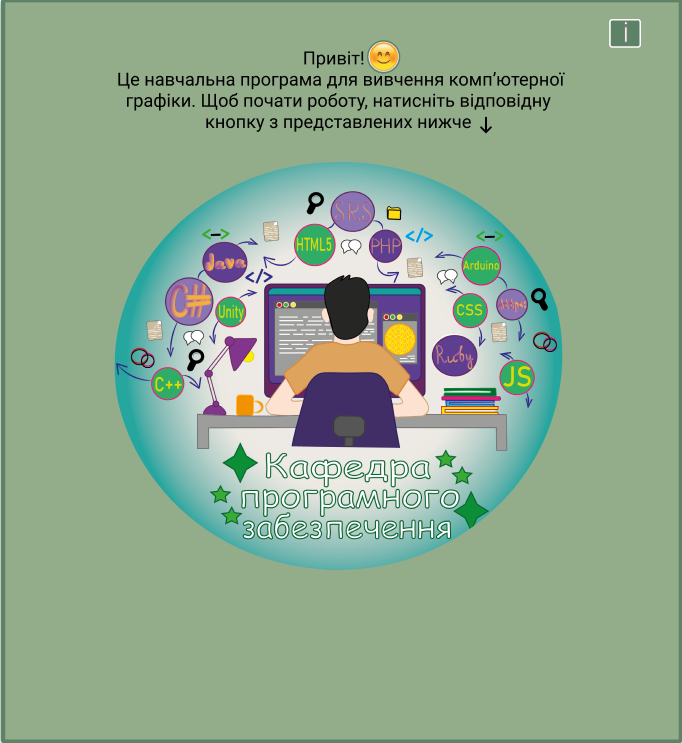 i
Привіт!
Це навчальна програма для вивчення комп’ютерної
графіки. Щоб почати роботу, натисніть відповідну
кнопку з представлених нижче ↓
SRS
HTML5
PHP
</>
Java
</>
Arduino
C#
Unity
CSS
Ruby
C++
JS
Кафедра
програмного
забезпечення